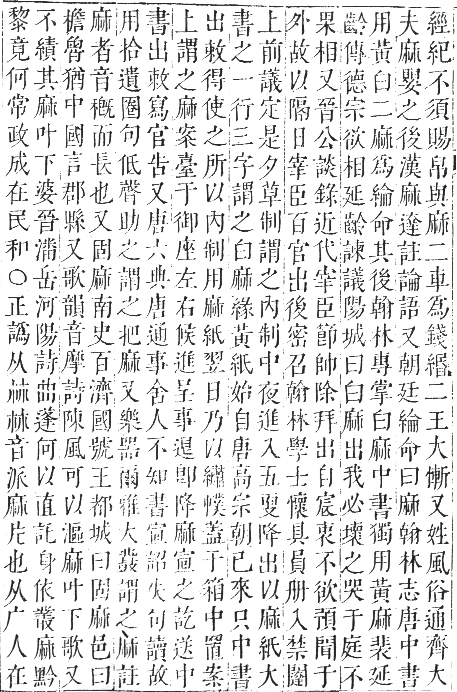 經紀不須賜帛與麻二車爲錢緡二王大慚又姓風俗通齊大
夫麻嬰之後漢麻達註論語又朝廷綸命曰麻翰林志唐中書
用黃白二麻爲綸命其後翰林專掌白麻中書獨用黃麻裴延
齡傳德宗欲相延齡諫議陽城曰白麻出我必壞之哭于庭不
果相又晉公談錄近代宰臣節帥除拜出自宸衷不欲預聞于
外故以隔日宰臣百官出後密召翰林學士懷具員册入禁闥
上前議定是夕草制謂之內制中夜進入五更降出以麻紙大
書之一行三字謂之白麻緣黃紙始自唐高宗朝已來只中書
出敕得使之所以內制用麻紙翌日乃以繡幞蓋于箱中置案
上謂之麻案臺于御座左右候進呈事退卽降麻宣之訖送中
書出敕寫官告又唐六典唐通事舍人不知書宣詔失句讀故
用拾遺團句低聲助之謂之把麻又樂器爾雅大鼗謂之麻註
麻者音槪而長也又固麻南史百濟國號王都城曰固麻邑曰
檐魯猶中國言郡縣又歌韻音摩詩陳風可以漚麻叶下歌又
不績其麻叶下婆晉潘岳河陽詩曲蓬何以直託身依叢麻黔
黎竟何常政成在民和○正譌从𣏟𣏟音派麻片也从广人在